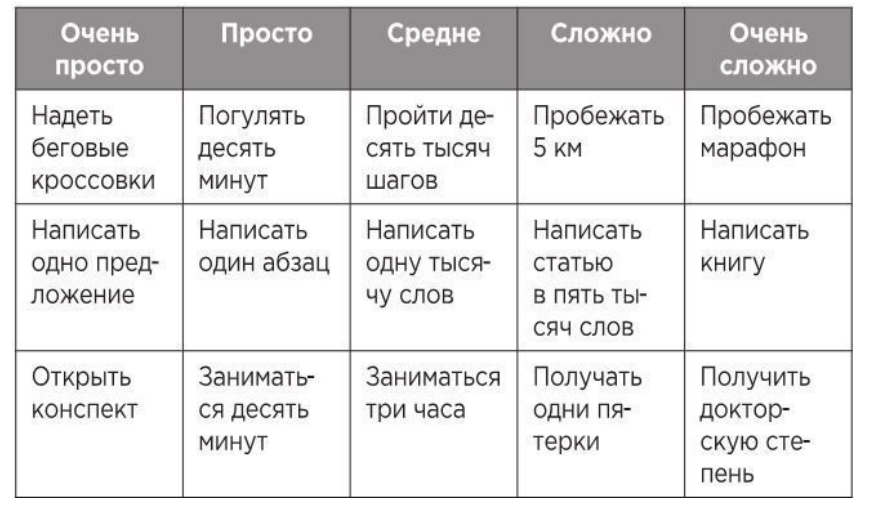 Очень
просто
Просто
Средне
Сложно
Очень
сложно
Надеть
беговые
кроссовки
Погулять
десять
минут
Пройти де-
сять тысяч
шагов
Пробежать
5 км
Пробежать
марафон
Написать
одно пред-
ложение
Написать
один абзац
Написать
одну тыся-
чу слов
Написать
статью
в пять ты-
сяч слов
Написать
книгу
Открыть
конспект
Занимать-
ся десять
минут
Заниматься
три часа
Получать
одни пя-
терки
Получить
доктор-
скую сте-
пень